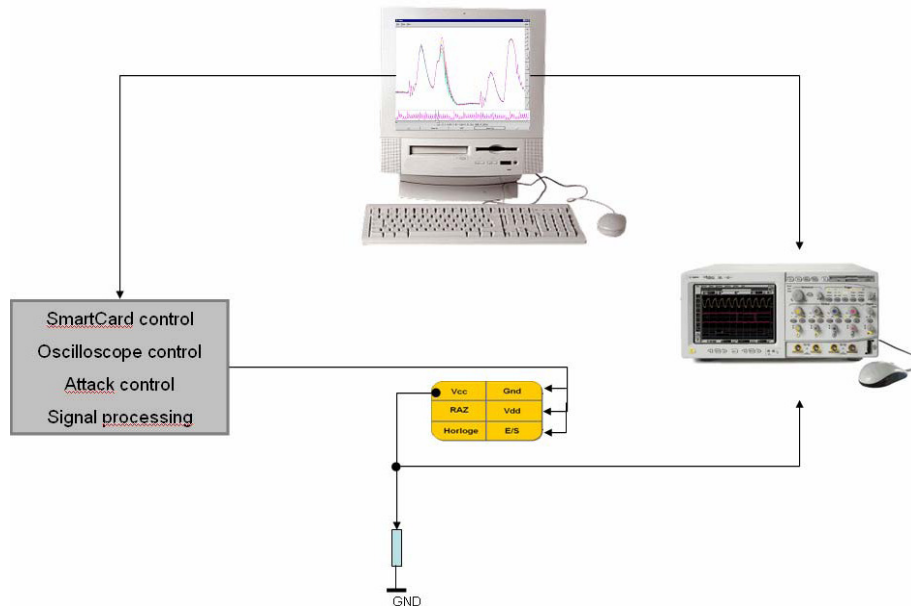 SmartCard control
Oscilloscope control
Attack control
Signal processing
Vcc Gnd
RAZ Vdd
Horloge E/S
GND